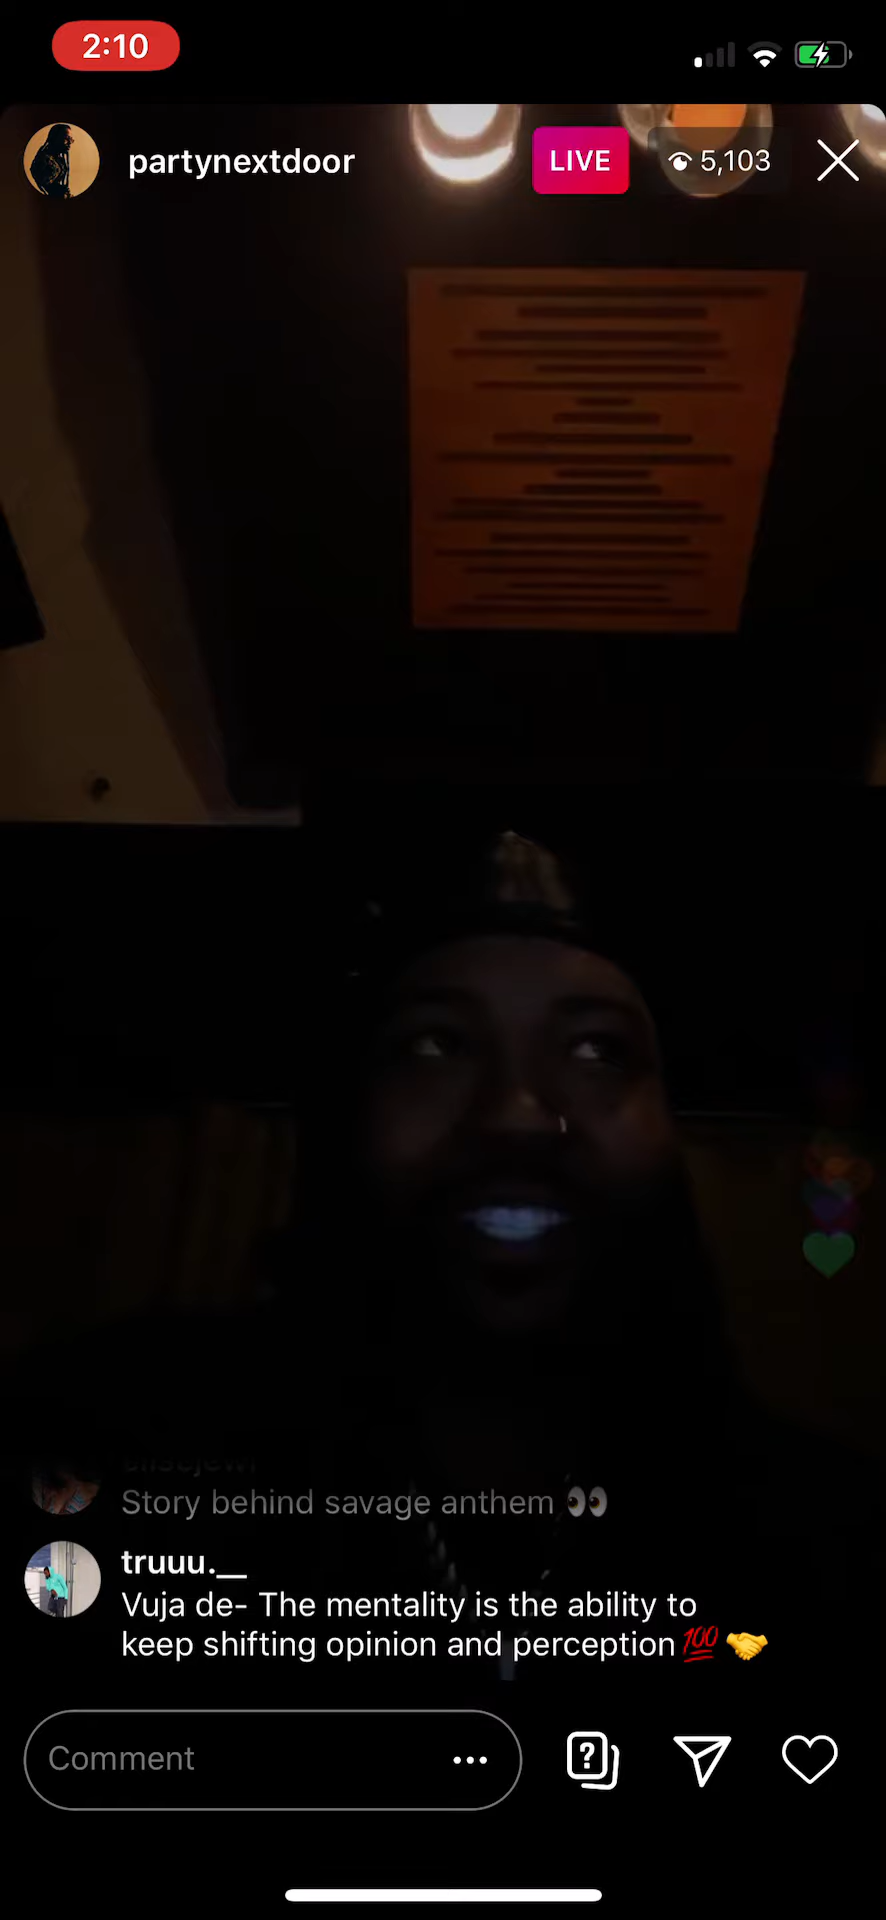 2:10
partynextdoor
LIVE
5,103
Story behind savage anthem 👀
truuu.__
Vuja de- The mentality is the ability to
keep shifting opinion and perception 💯 🤝
Comment